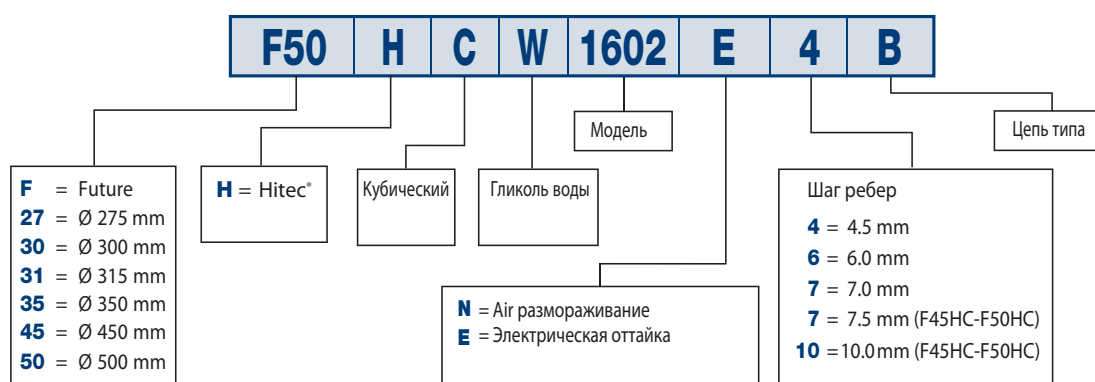 F50 H C W 1602 E 4 B
Модель
Цепь типа
F = Future
27 = Ø 275 mm
30 = Ø 300 mm
31 = Ø 315 mm
35 = Ø 350 mm
45 = Ø 450 mm
50 = Ø 500 mm
H = Hitec®
Кубический
Гликоль воды
N = Air размораживание
E = Электрическая оттайка
Шаг ребер
4 = 4.5 mm
6 = 6.0 mm
7 = 7.0 mm
7 = 7.5 mm (F45HC-F50HC)
10 =10.0 mm (F45HC-F50HC)